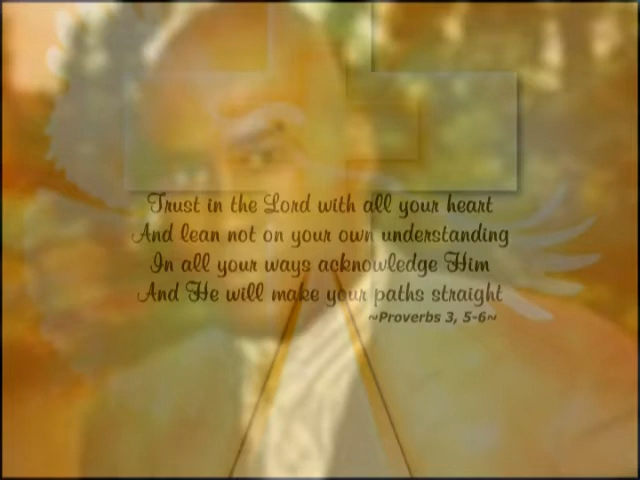 Trust in the Lord with all your heart
And lean not on your own understanding
In all your ways acknowledge Him
And He will make your paths straight
~Proverbs 3, 5-6~